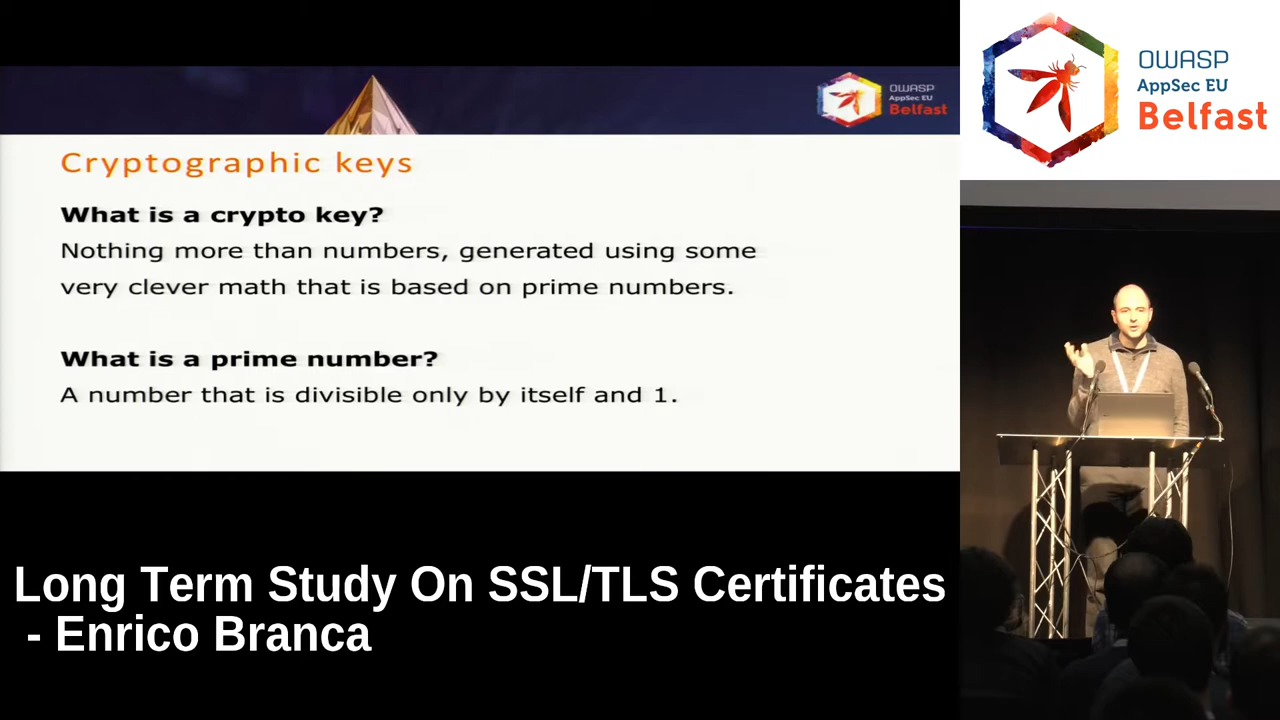 OWASP
AppSec EU
Belfast
Cryptographic keys
What is a crypto key?
Nothing more than numbers, generated using some
very clever math that is based on prime numbers.
What is a prime number?
A number that is divisible only by itself and 1.
OWASP
AppSec EU
Belfast
Long Term Study On SSL/TLS Certificates
- Enrico Branca